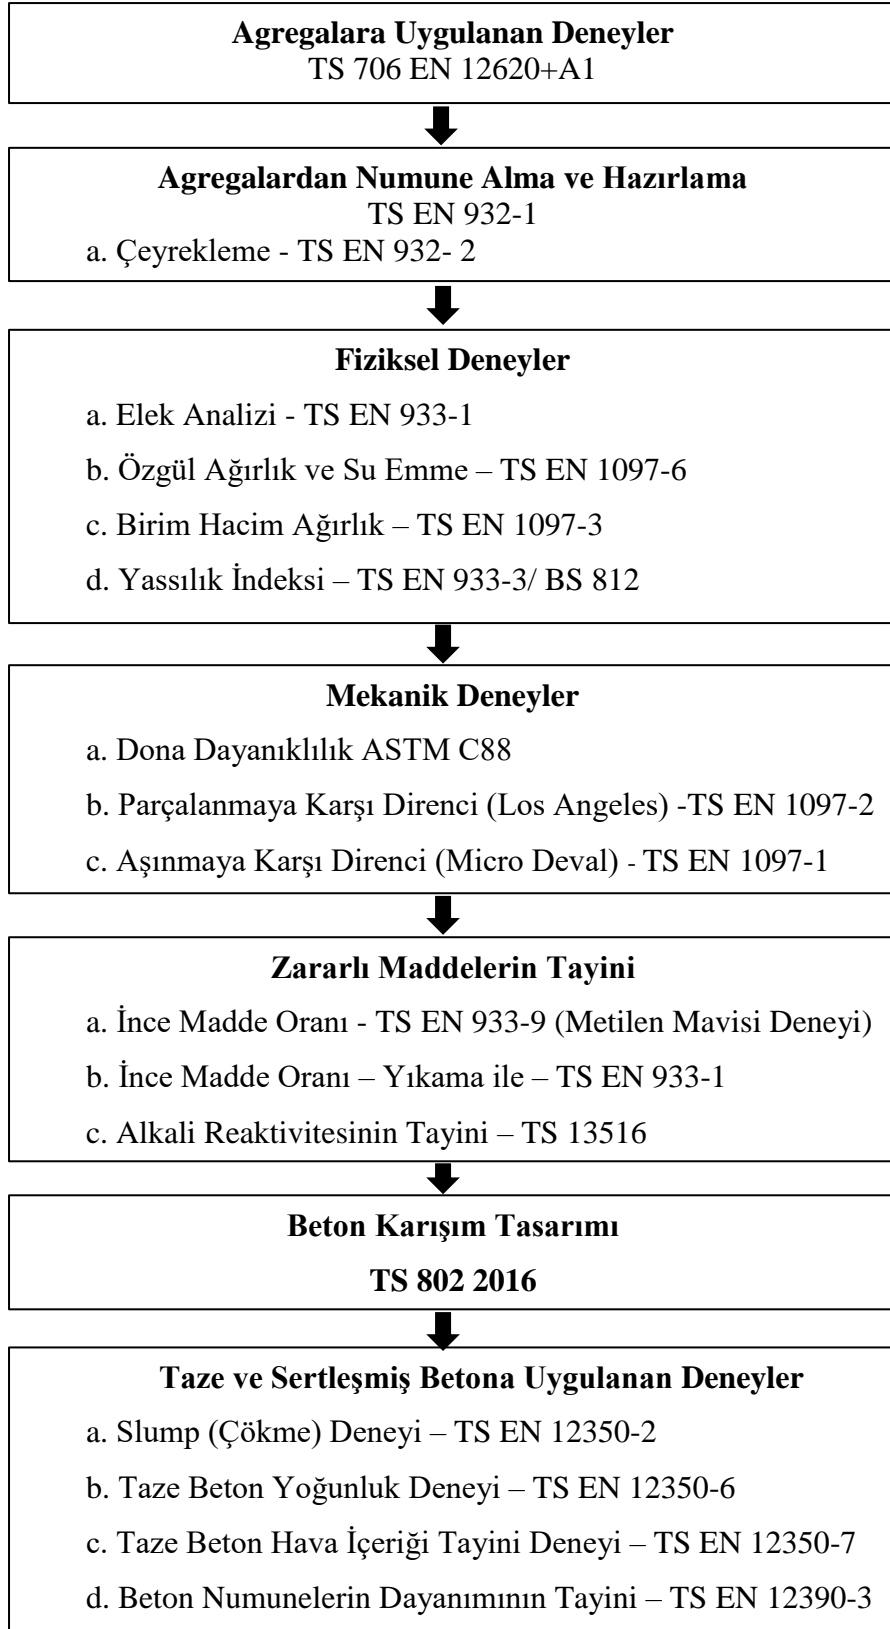 Agregalara Uygulanan Deneyler
TS 706 EN 12620+A1
Agregalardan Numune Alma ve Hazırlama
TS EN 932-1
a. Çeyrekleme - TS EN 932- 2
Fiziksel Deneyler
a. Elek Analizi - TS EN 933-1
b. Özgül Ağırlık ve Su Emme – TS EN 1097-6
c. Birim Hacim Ağırlık – TS EN 1097-3
d. Yassılık İndeksi – TS EN 933-3/ BS 812
Mekanik Deneyler
a. Dona Dayanıklılık ASTM C88
b. Parçalanmaya Karşı Direnci (Los Angeles) -TS EN 1097-2
c. Aşınmaya Karşı Direnci (Micro Deval) - TS EN 1097-1
Zararlı Maddelerin Tayini
a. İnce Madde Oranı - TS EN 933-9 (Metilen Mavisi Deneyi)
b. İnce Madde Oranı – Yıkama ile – TS EN 933-1
c. Alkali Reaktivitesinin Tayini – TS 13516
Beton Karışım Tasarımı
TS 802 2016
Taze ve Sertleşmiş Betona Uygulanan Deneyler
a. Slump (Çökme) Deneyi – TS EN 12350-2
b. Taze Beton Yoğunluk Deneyi – TS EN 12350-6
c. Taze Beton Hava İçeriği Tayini Deneyi – TS EN 12350-7
d. Beton Numunelerin Dayanımının Tayini – TS EN 12390-3